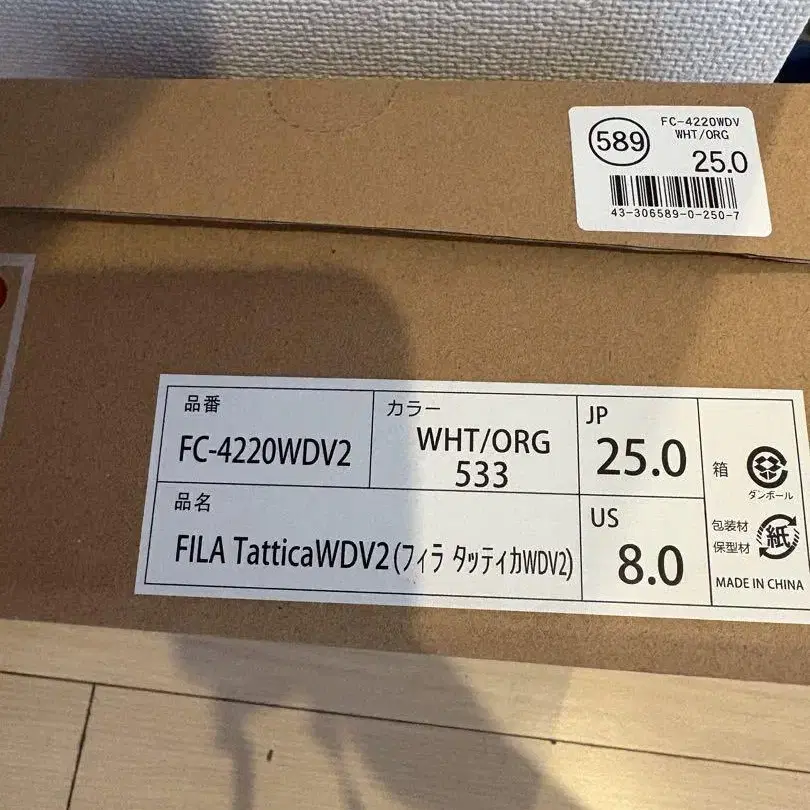 589
FC-4220WDV
WHT/ORG
25.0
43-306589-0-250-7
品番
FC-4220WDV2
カラー
WHT/ORG
533
JP
25.0
品名
FILA TatticaWDV2(フィラ タッティカWDV2)
US
8.0
箱
ダンボール
包装材
保型材
紙
MADE IN CHINA